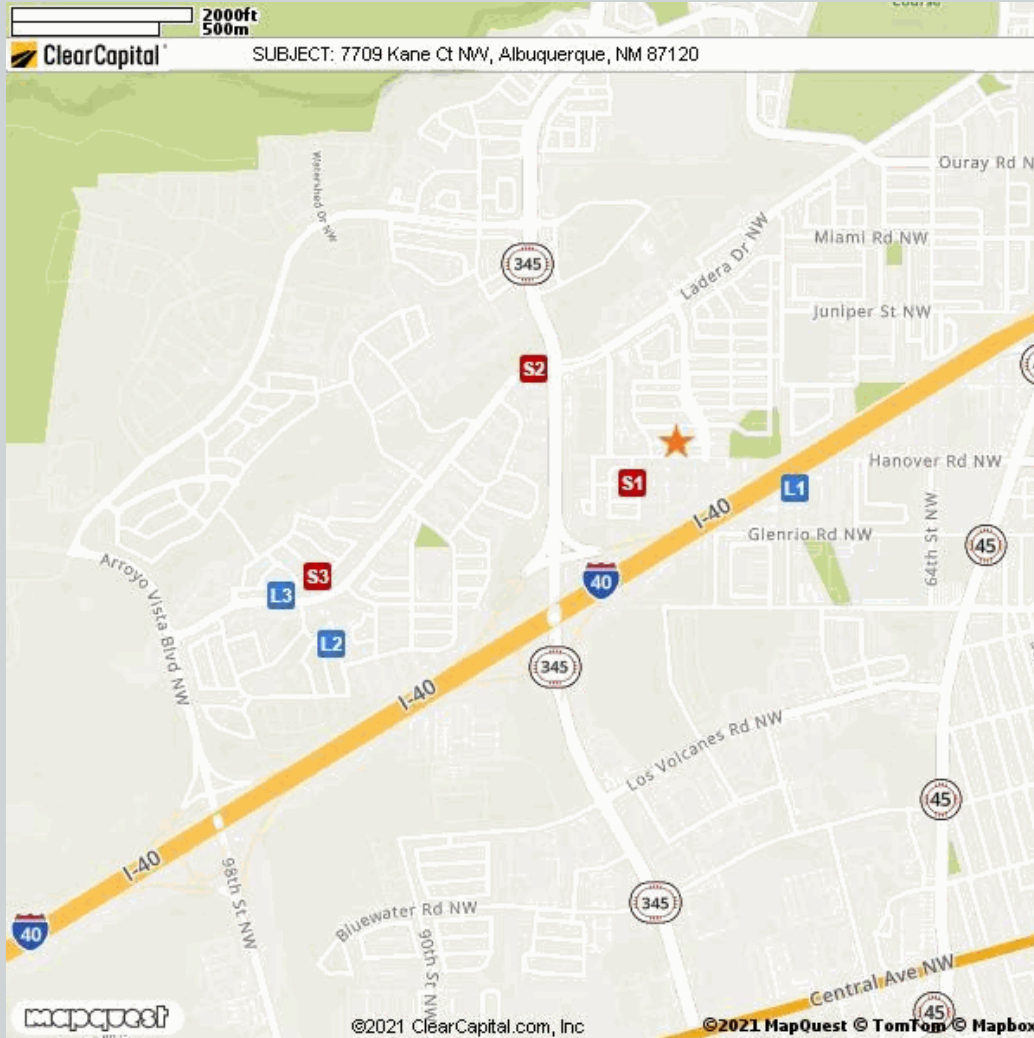 2000ft
500m
Course
ClearCapital
SUBJECT: 7709 Kane Ct NW, Albuquerque, NM 87120
Watershed Dr NW
Ouray Rd N
Miami Rd NW
Ladera Dr NW
345
Juniper St NW
S2
Hanover Rd NW
S1
L1
I-40
Glenrio Rd NW
64th St NW
45
Arroyo Vista Blvd NW
S3
40
L3
L2
345
I-40
Los Volcanes Rd NW
45
I-40
98th St NW
345
Bluewater Rd NW
90th St NW
40
Central Ave NW
45
mapquest
©2021 ClearCapital.com, Inc
©2021 MapQuest © TomTom © Mapbox